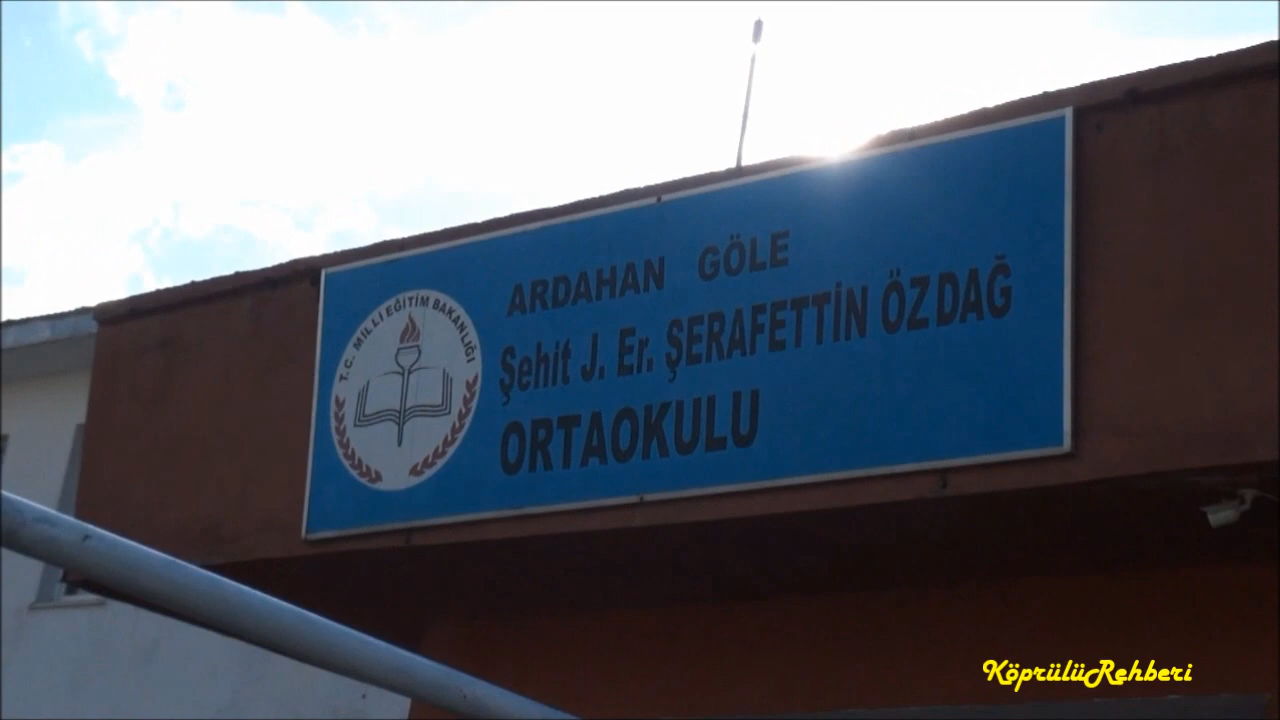 ARDAHAN GÖLE
T.C. MİLLİ EĞİTİM BAKANLIĞI
Şehit J. Er. ŞERAFETTİN ÖZDAĞ
ORTAOKULU
KöprülüRehberi